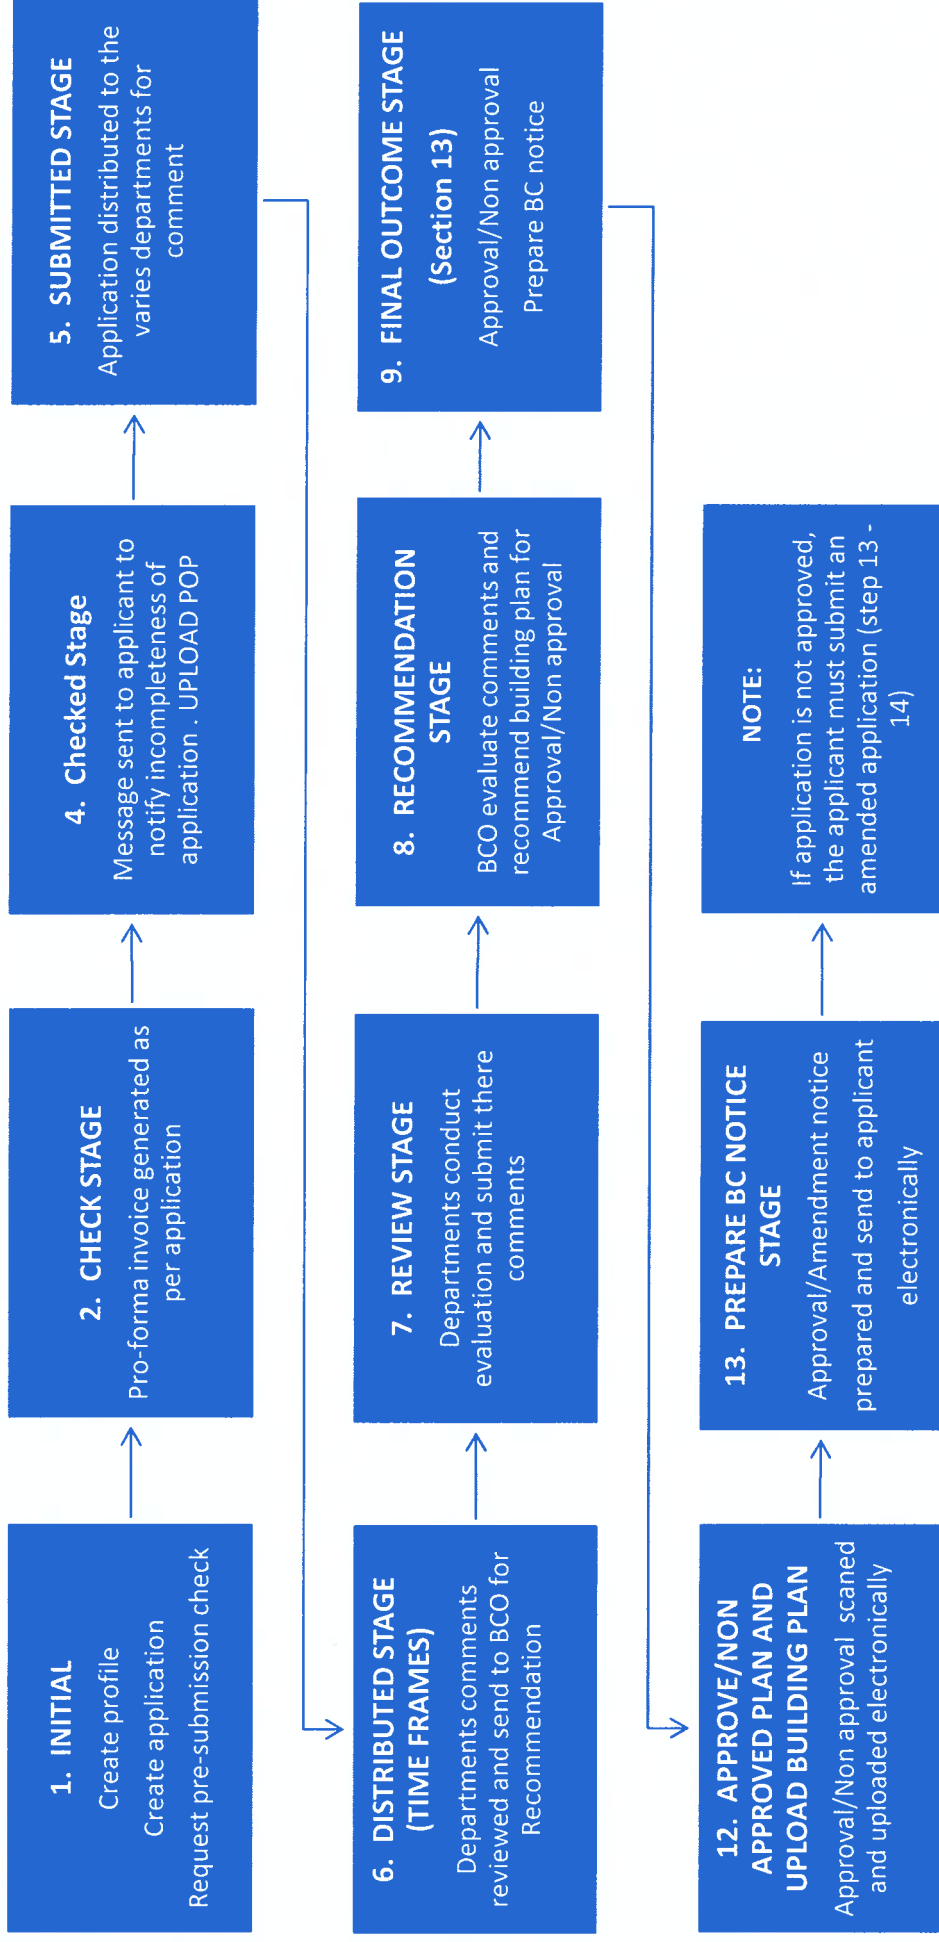 1. INITIAL
Create profile
Create application
Request pre-submission check
2. CHECK STAGE
Pro-forma invoice generated as
per application
4. Checked Stage
Message sent to applicant to
notify incompleteness of
application . UPLOAD POP
5. SUBMITTED STAGE
Application distributed to the
varies departments for
comment
6. DISTRIBUTED STAGE
(TIME FRAMES)
Departments comments
reviewed and send to BCO for
Recommendation
7. REVIEW STAGE
Departments conduct
evaluation and submit there
comments
8. RECOMMENDATION
STAGE
BCO evaluate comments and
recommend building plan for
Approval/Non approval
9. FINAL OUTCOME STAGE
(Section 13)
Approval/Non approval
Prepare BC notice
12. APPROVE/NON
APPROVED PLAN AND
UPLOAD BUILDING PLAN
Approval/Non approval scaned
and uploaded electronically
13. PREPARE BC NOTICE
STAGE
Approval/Amendment notice
prepared and send to applicant
electronically
NOTE:
If application is not approved,
the applicant must submit an
amended application (step 13 -
14)